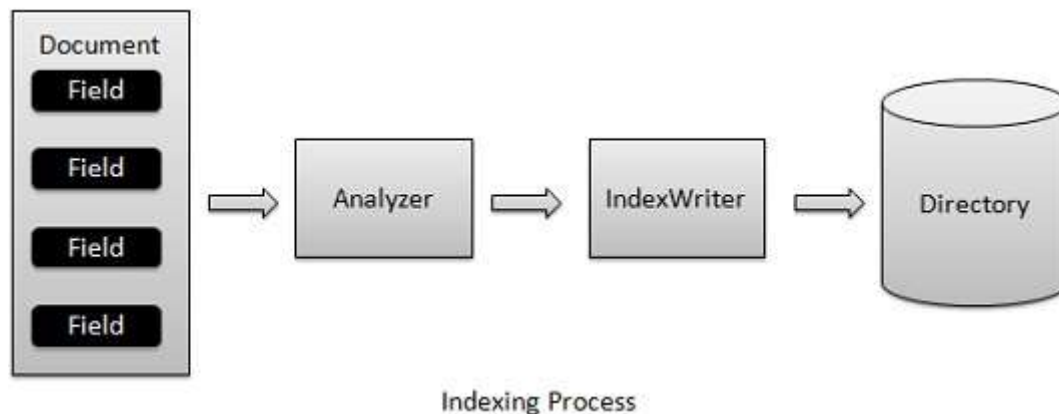 Document
Field
Field
Field
Field
Analyzer
IndexWriter
Directory
Indexing Process